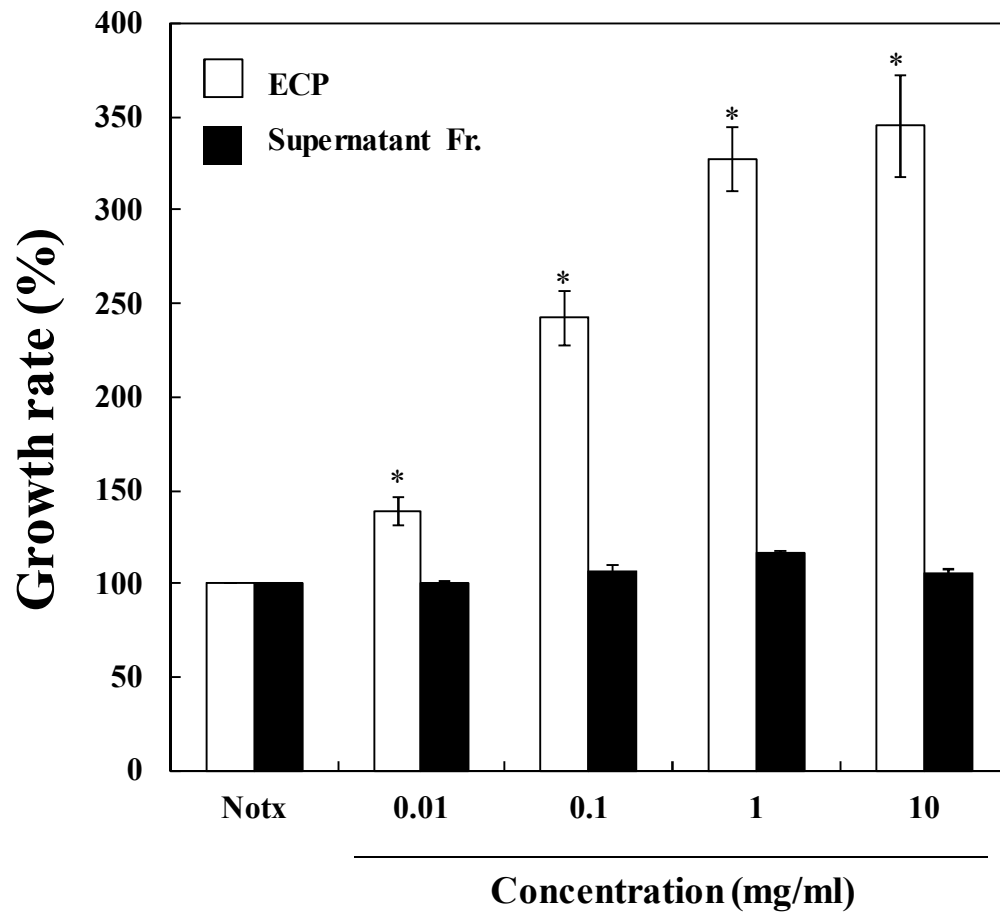 400
350
300
250
200
150
100
50
0
Growth rate (%)
ECP
Supernatant Fr.
*
*
*
*
Notx 0.01 0.1 1 10
Concentration (mg/ml)